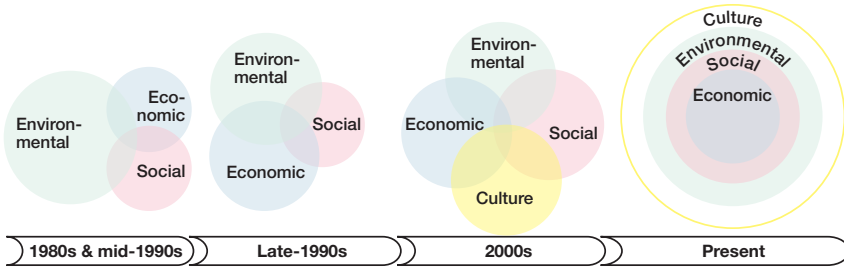 Environ-
mental
Eco-
nomic
Social
1980s & mid-1990s
Environ-
mental
Social
Economic
Late-1990s
Environ-
mental
Economic
Social
Culture
2000s
Culture
Environmental
Social
Economic
Present